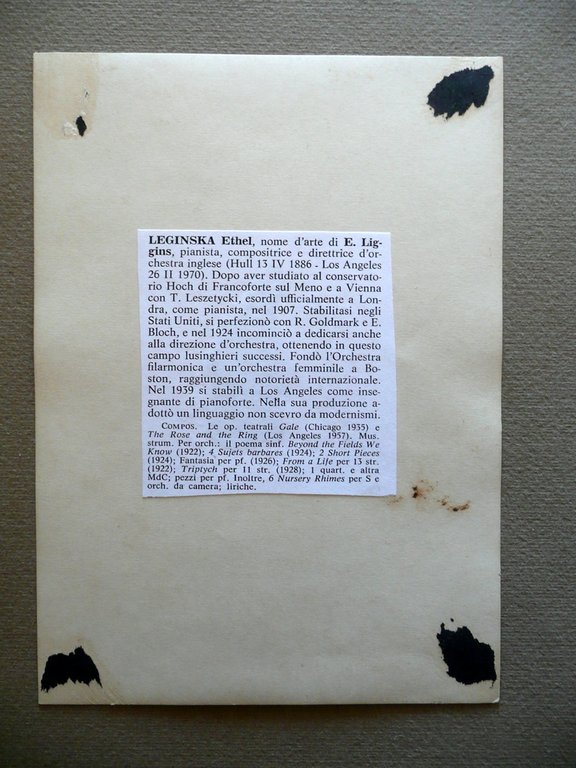 LEGINSKA Ethel, nome d'arte di E. Lig-
gins, pianista, compositrice e direttrice d'or-
chestra inglese (Hull 13 IV 1886 - Los Angeles
26 II 1970). Dopo aver studiato al conservato-
rio Hoch di Francoforte sul Meno e a Vienna
con T. Leszetycki, esordì ufficialmente a Lon-
dra, come pianista, nel 1907. Stabilitasi negli
Stati Uniti, si perfezionò con R. Goldmark e E.
Bloch, e nel 1924 incominciò a dedicarsi anche
alla direzione d'orchestra, ottenendo in questo
campo lusinghieri successi. Fondò l'Orchestra
filarmonica e un'orchestra femminile a Bo-
ston, raggiungendo notorietà internazionale.
Nel 1939 si stabilì a Los Angeles come inse-
gnante di pianoforte. Nella sua produzione a-
dottò un linguaggio non scevro da modernismi.
COMPOS. Le op. teatrali Gale (Chicago 1935) e
The Rose and the Ring (Los Angeles 1957). Mus.
strum. Per orch.: il poema sinf. Beyond the Fields We
Know (1922); 4 Sujets barbares (1924); 2 Short Pieces
(1924); Fantasia per pf. (1926); From a Life per 13 str.
(1922); Triptych per 11 str. (1928); 1 quart. e altra
MdC; pezzi per pf. Inoltre, 6 Nursery Rhimes per S e
orch. da camera; liriche.